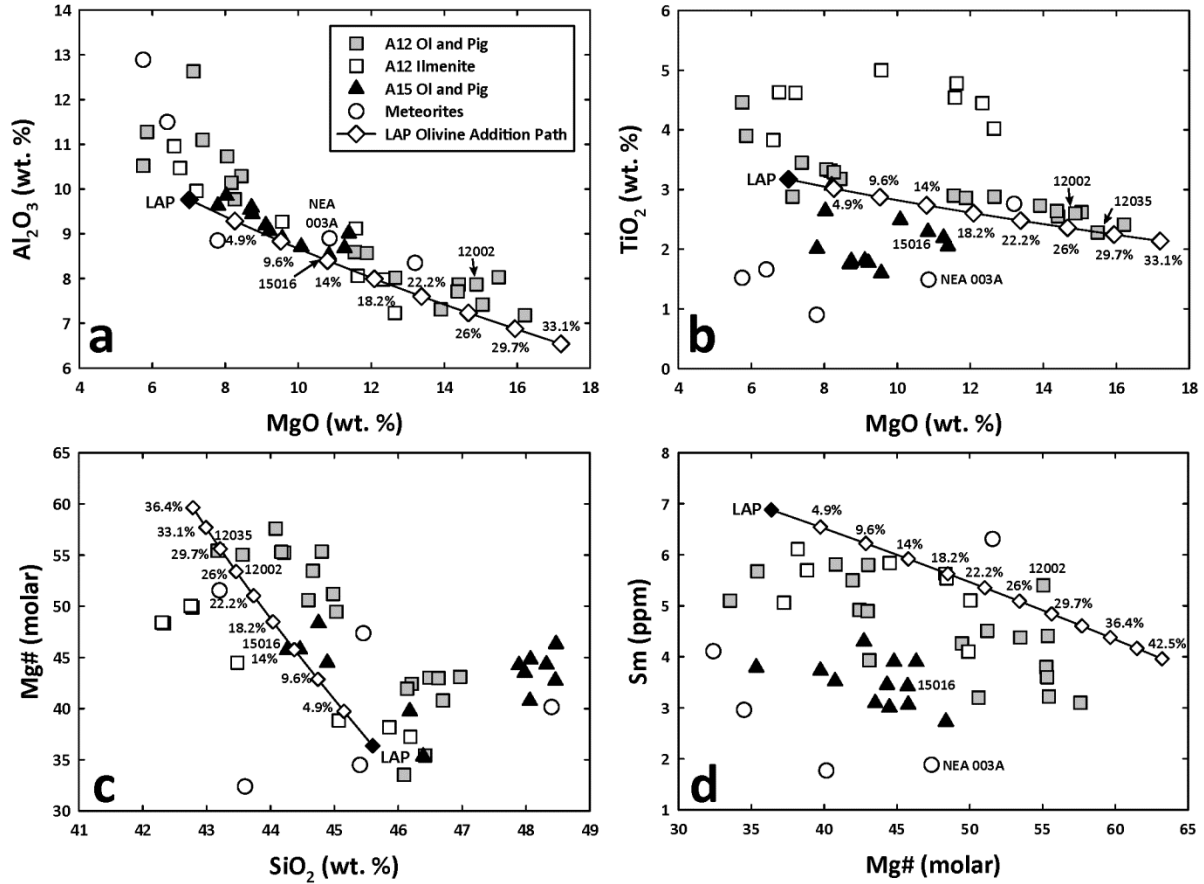 14
13
12
11
10
9
8
7
6
Al2O3 (wt. %)
A12 Ol and Pig
A12 Ilmenite
A15 Ol and Pig
Meteorites
LAP Olivine Addition Path
LAP
NEA
003A
4.9%
9.6%
15016
14%
18.2%
22.2%
12002
26%
29.7%
33.1%
a
4 6 8 10 12 14 16 18
MgO (wt. %)
6
5
4
3
2
1
0
TiO2 (wt. %)
LAP
4.9%
9.6%
14%
15016
18.2%
22.2%
12002
12035
26%
29.7%
33.1%
NEA 003A
b
4 6 8 10 12 14 16 18
MgO (wt. %)
65
60
55
50
45
40
35
30
Mg# (molar)
36.4%
33.1%
12035
29.7%
26%
12002
22.2%
18.2%
15016
14%
9.6%
4.9%
LAP
c
41 42 43 44 45 46 47 48 49
SiO2 (wt. %)
8
7
6
5
4
3
2
1
Sm (ppm)
LAP
4.9%
9.6%
14%
18.2%
22.2%
26%
12002
29.7%
36.4%
42.5%
15016
NEA 003A
d
30 35 40 45 50 55 60 65
Mg# (molar)